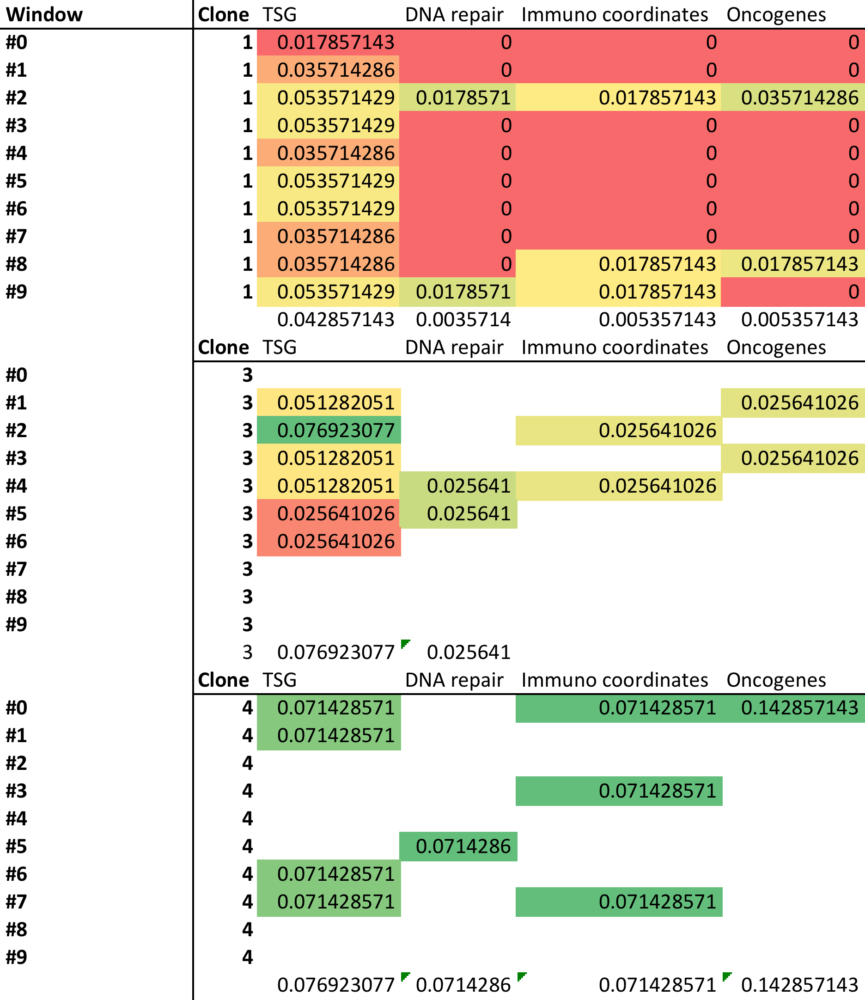 Window Clone TSG DNA repair Immuno coordinates Oncogenes
#0 1 0.017857143 0 0 0
#1 1 0.035714286 0 0 0
#2 1 0.053571429 0.0178571 0.017857143 0.035714286
#3 1 0.053571429 0 0 0
#4 1 0.035714286 0 0 0
#5 1 0.053571429 0 0 0
#6 1 0.053571429 0 0 0
#7 1 0.035714286 0 0 0
#8 1 0.035714286 0 0.017857143 0.017857143
#9 1 0.053571429 0.0178571 0.017857143 0
0.042857143 0.0035714 0.005357143 0.005357143
Clone TSG DNA repair Immuno coordinates Oncogenes
#0 3
#1 3 0.051282051 0.025641026
#2 3 0.076923077 0.025641026
#3 3 0.051282051 0.025641026
#4 3 0.051282051 0.025641 0.025641026
#5 3 0.025641026 0.025641
#6 3 0.025641026
#7 3
#8 3
#9 3
3 0.076923077 0.025641
Clone TSG DNA repair Immuno coordinates Oncogenes
#0 4 0.071428571 0.071428571 0.142857143
#1 4 0.071428571
#2 4
#3 4 0.071428571
#4 4
#5 4 0.0714286
#6 4 0.071428571
#7 4 0.071428571 0.071428571
#8 4
#9 4
0.076923077 0.0714286 0.071428571 0.142857143